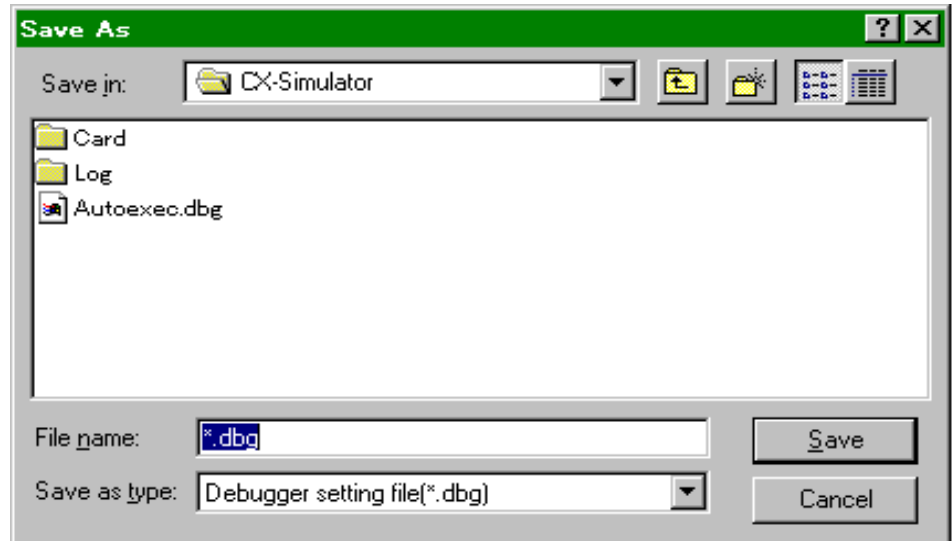 Save As
Save in: CX-Simulator
Card
Log
Autoexec.dbg
File name: *.dbg Save
Save as type: Debugger setting file(*.dbg) Cancel